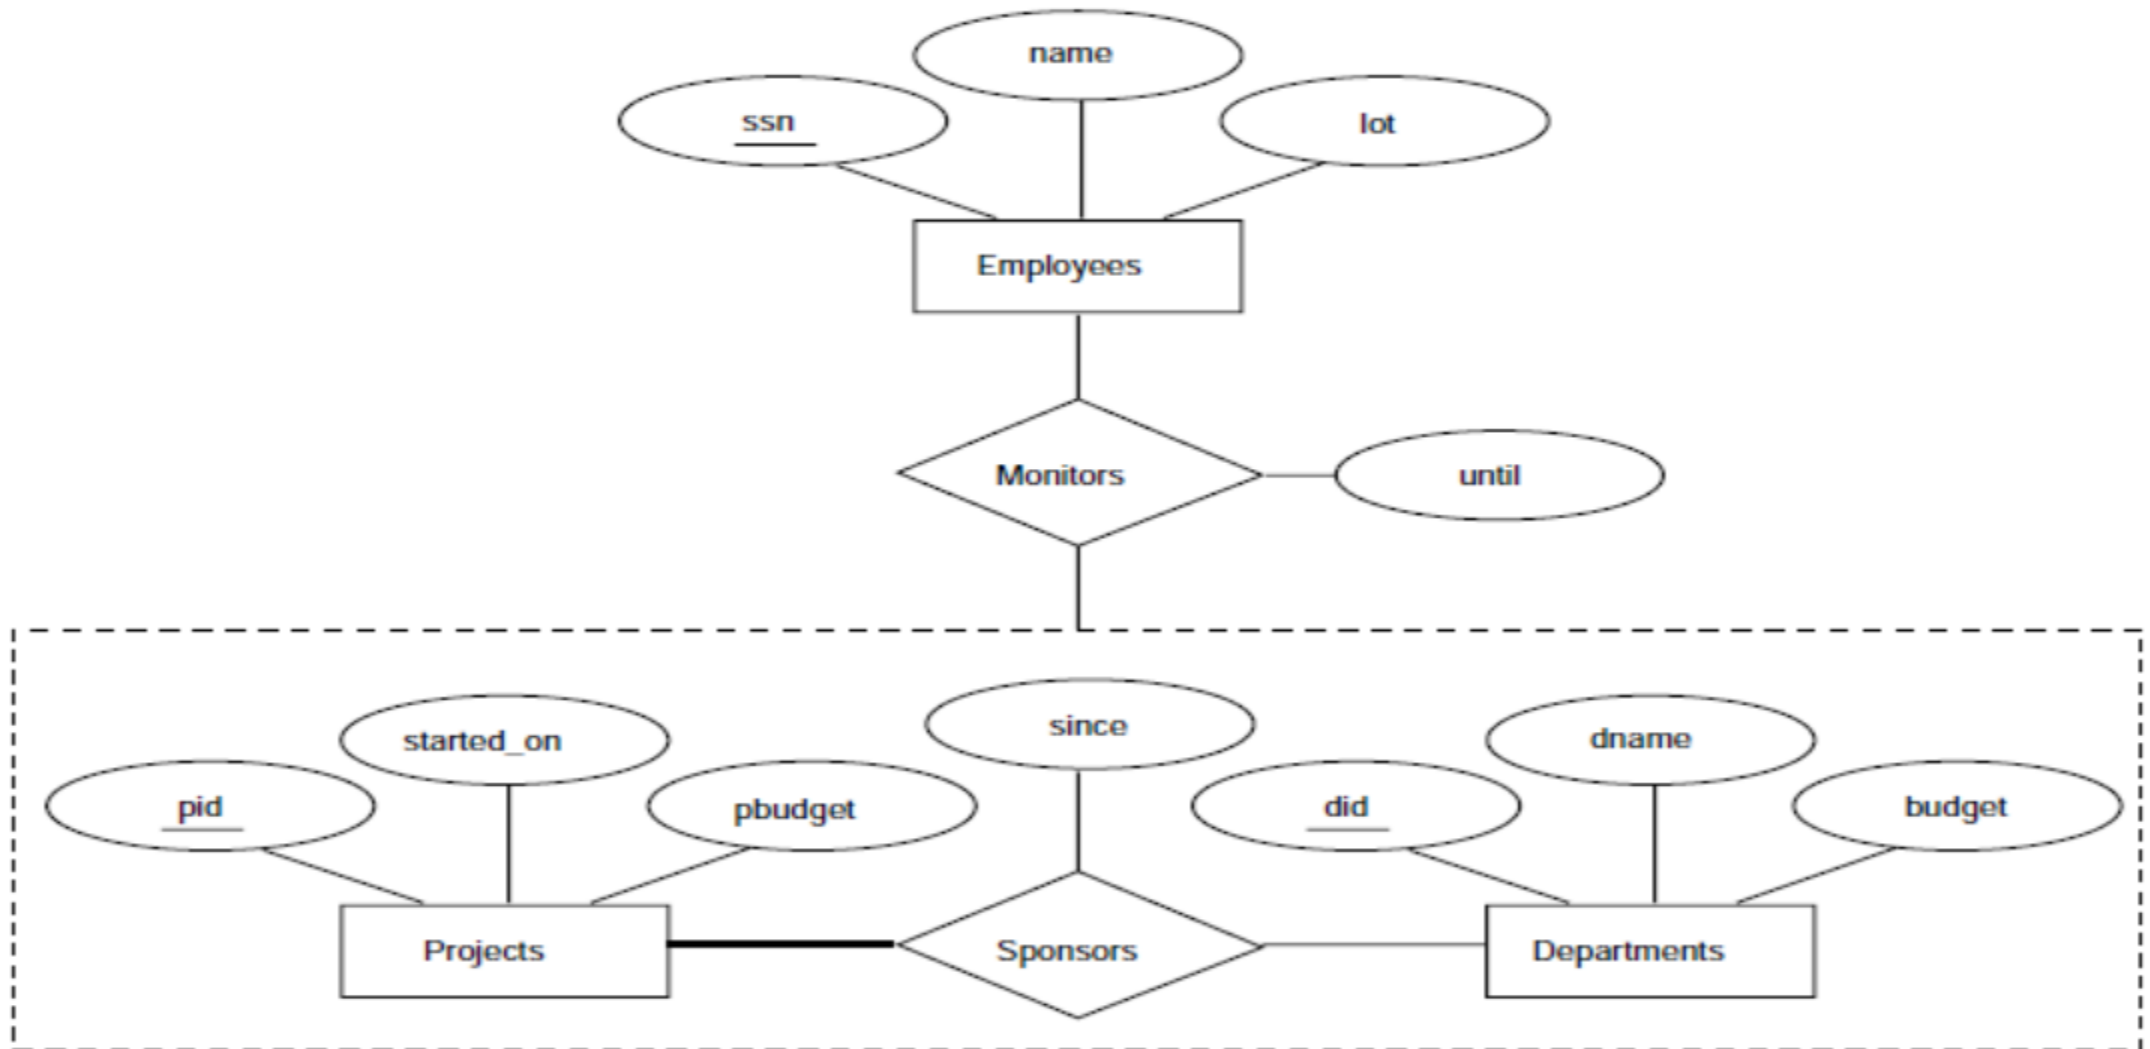 name
ssn
lot
Employees
Monitors
until
since
started_on
dname
pid
pbudget
did
budget
Projects
Sponsors
Departments